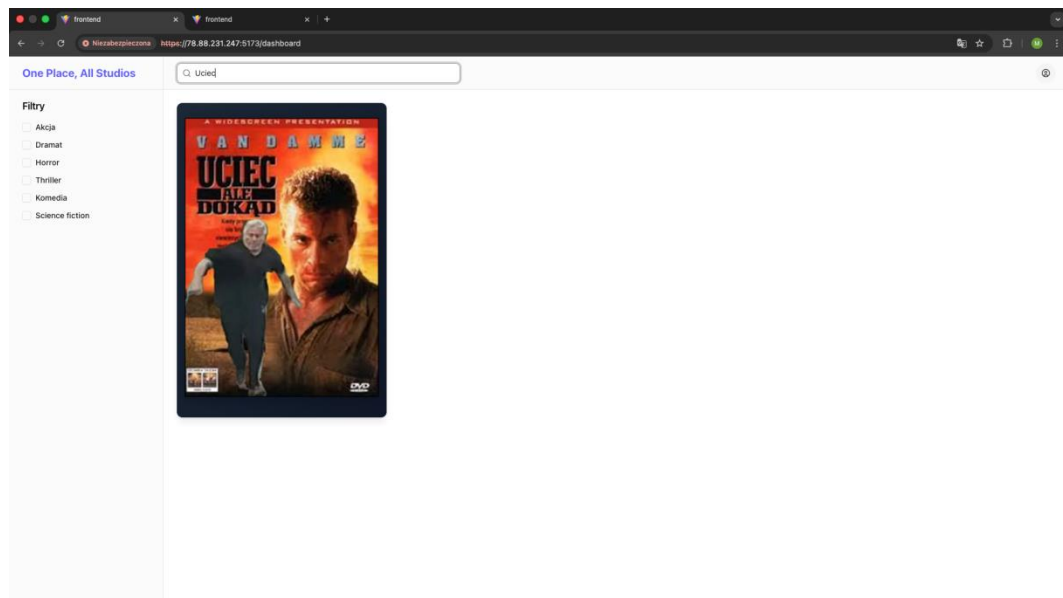 frontend
frontend
Niezabezpieczona https://78.88.231.247:5173/dashboard
M
One Place, All Studios
Uciec
Filtry
Akcja
Dramat
Horror
Thriller
Komedia
Science fiction
A WIDESCREEN PRESENTATION
VAN DAMME
UCIEC
ALE
DOKĄD
DVD